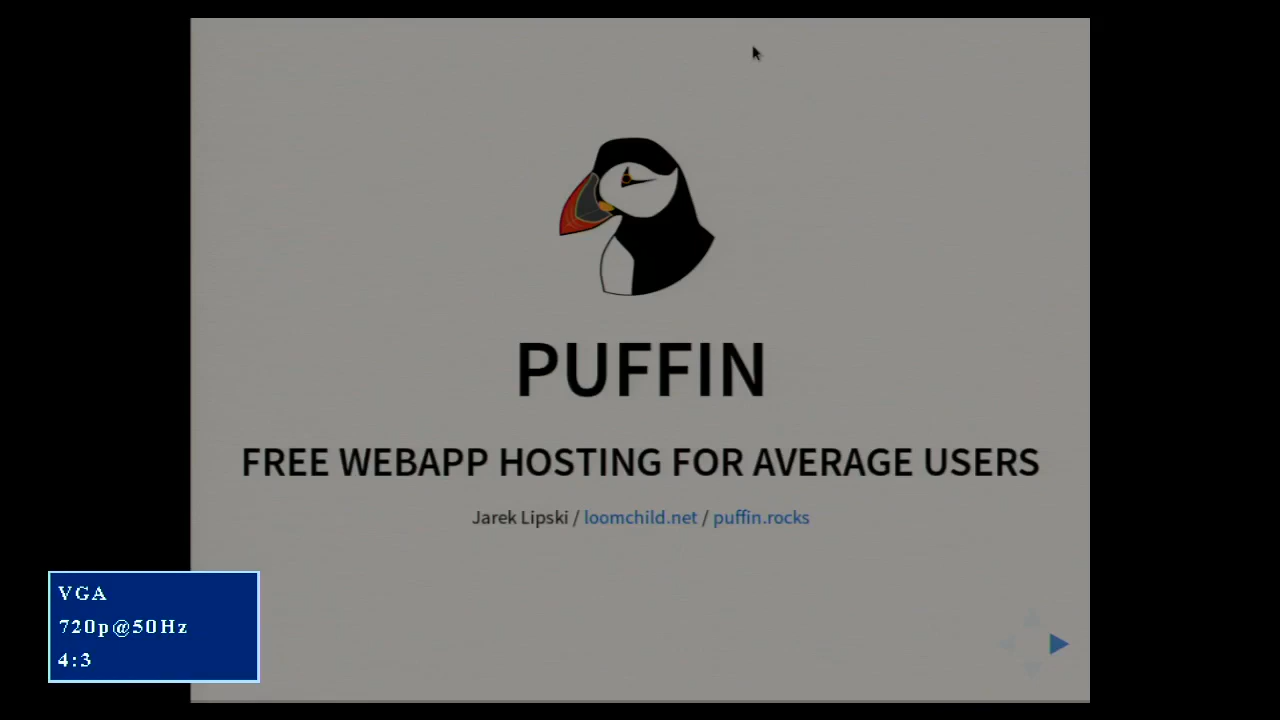 PUFFIN
FREE WEBAPP HOSTING FOR AVERAGE USERS
Jarek Lipski / loomchild.net / puffin.rocks
VGA
720p@50Hz
4:3